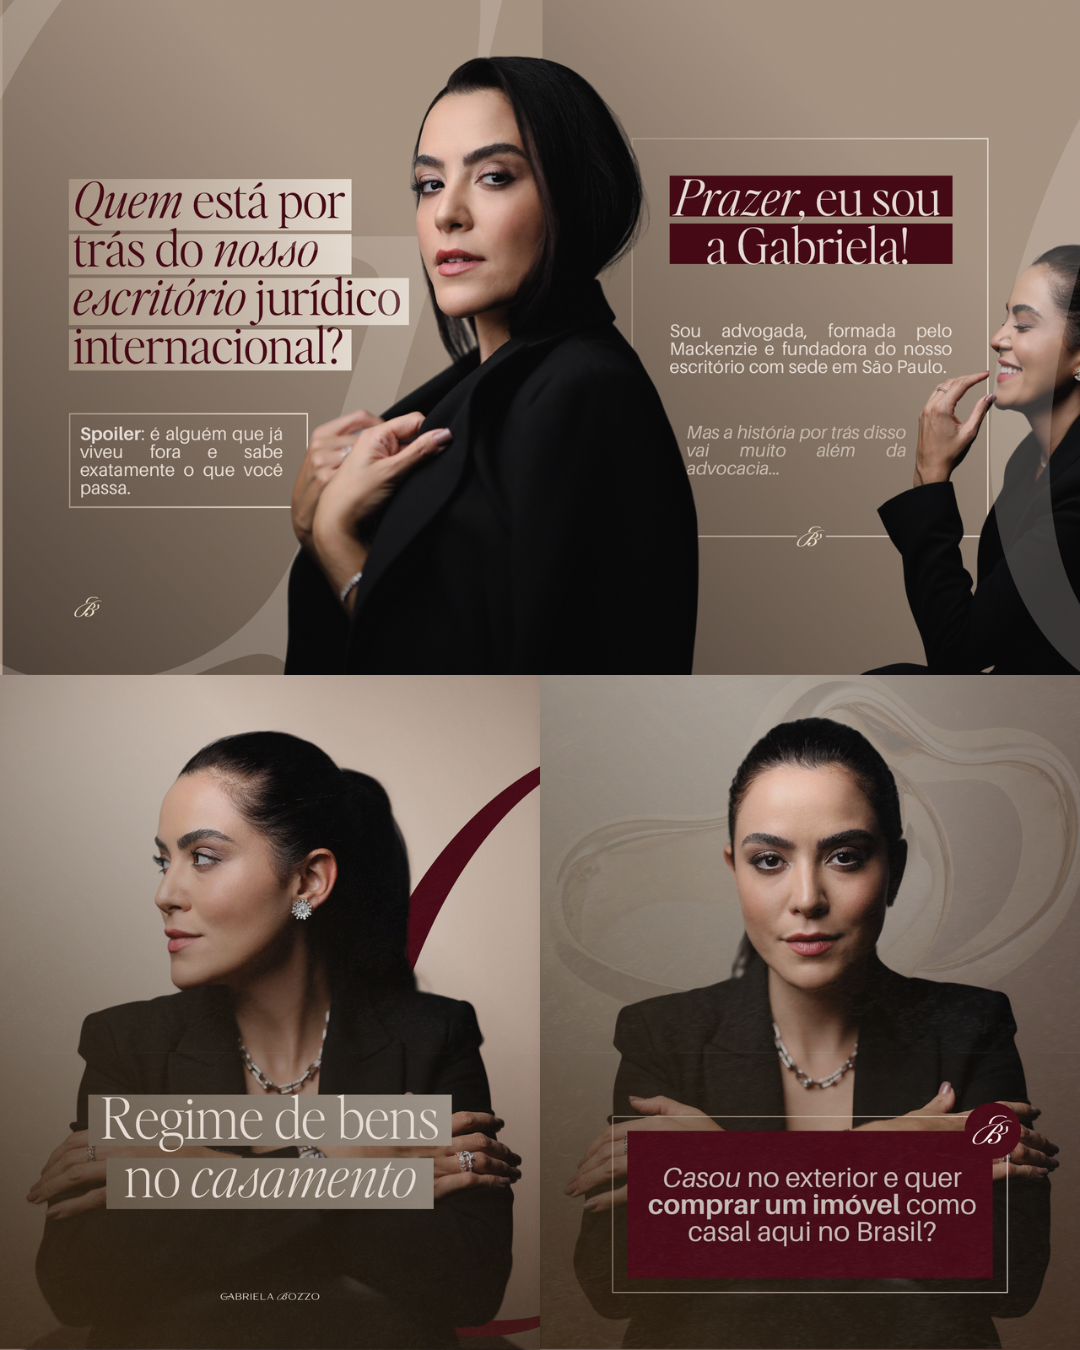 Quem está por
trás do nosso
escritório jurídico
internacional?
Spoiler: é alguém que já
viveu fora e sabe
exatamente o que você
passa.
B
Prazer, eu sou
a Gabriela!
Sou advogada, formada pelo
Mackenzie e fundadora do nosso
escritório com sede em São Paulo.
Mas a história por trás disso
vai muito além da
advocacia...
B
Regime de bens
no casamento
GABRIELA BOZZO
B
Casou no exterior e quer
comprar um imóvel como
casal aqui no Brasil?